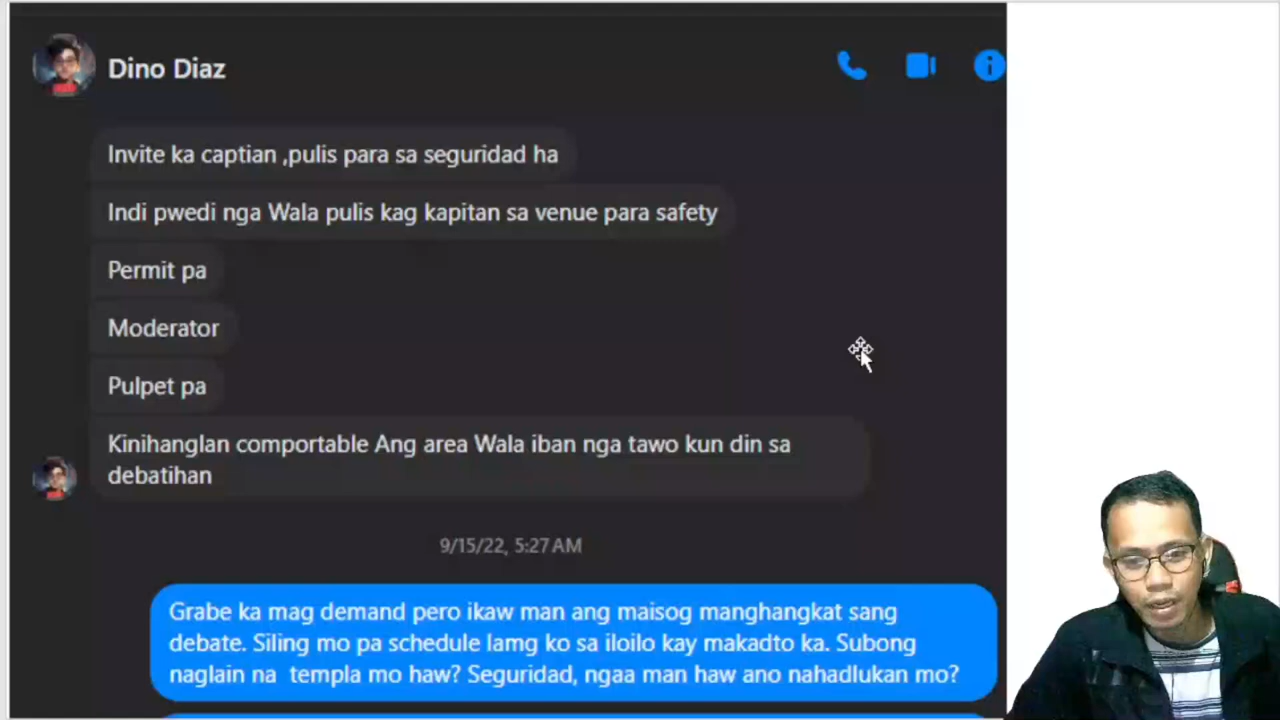 Dino Diaz
Invite ka captian ,pulis para sa seguridad ha
Indi pwedi nga Wala pulis kag kapitan sa venue para safety
Permit pa
Moderator
Pulpet pa
Kinihanglan comportable Ang area Wala iban nga tawo kun din sa
debatihan
9/15/22, 5:27 AM
Grabe ka mag demand pero ikaw man ang maisog manghangkat sang
debate. Siling mo pa schedule lamg ko sa iloilo kay makadto ka. Subong
naglain na templa mo haw? Seguridad, ngaa man haw ano nahadlukan mo?